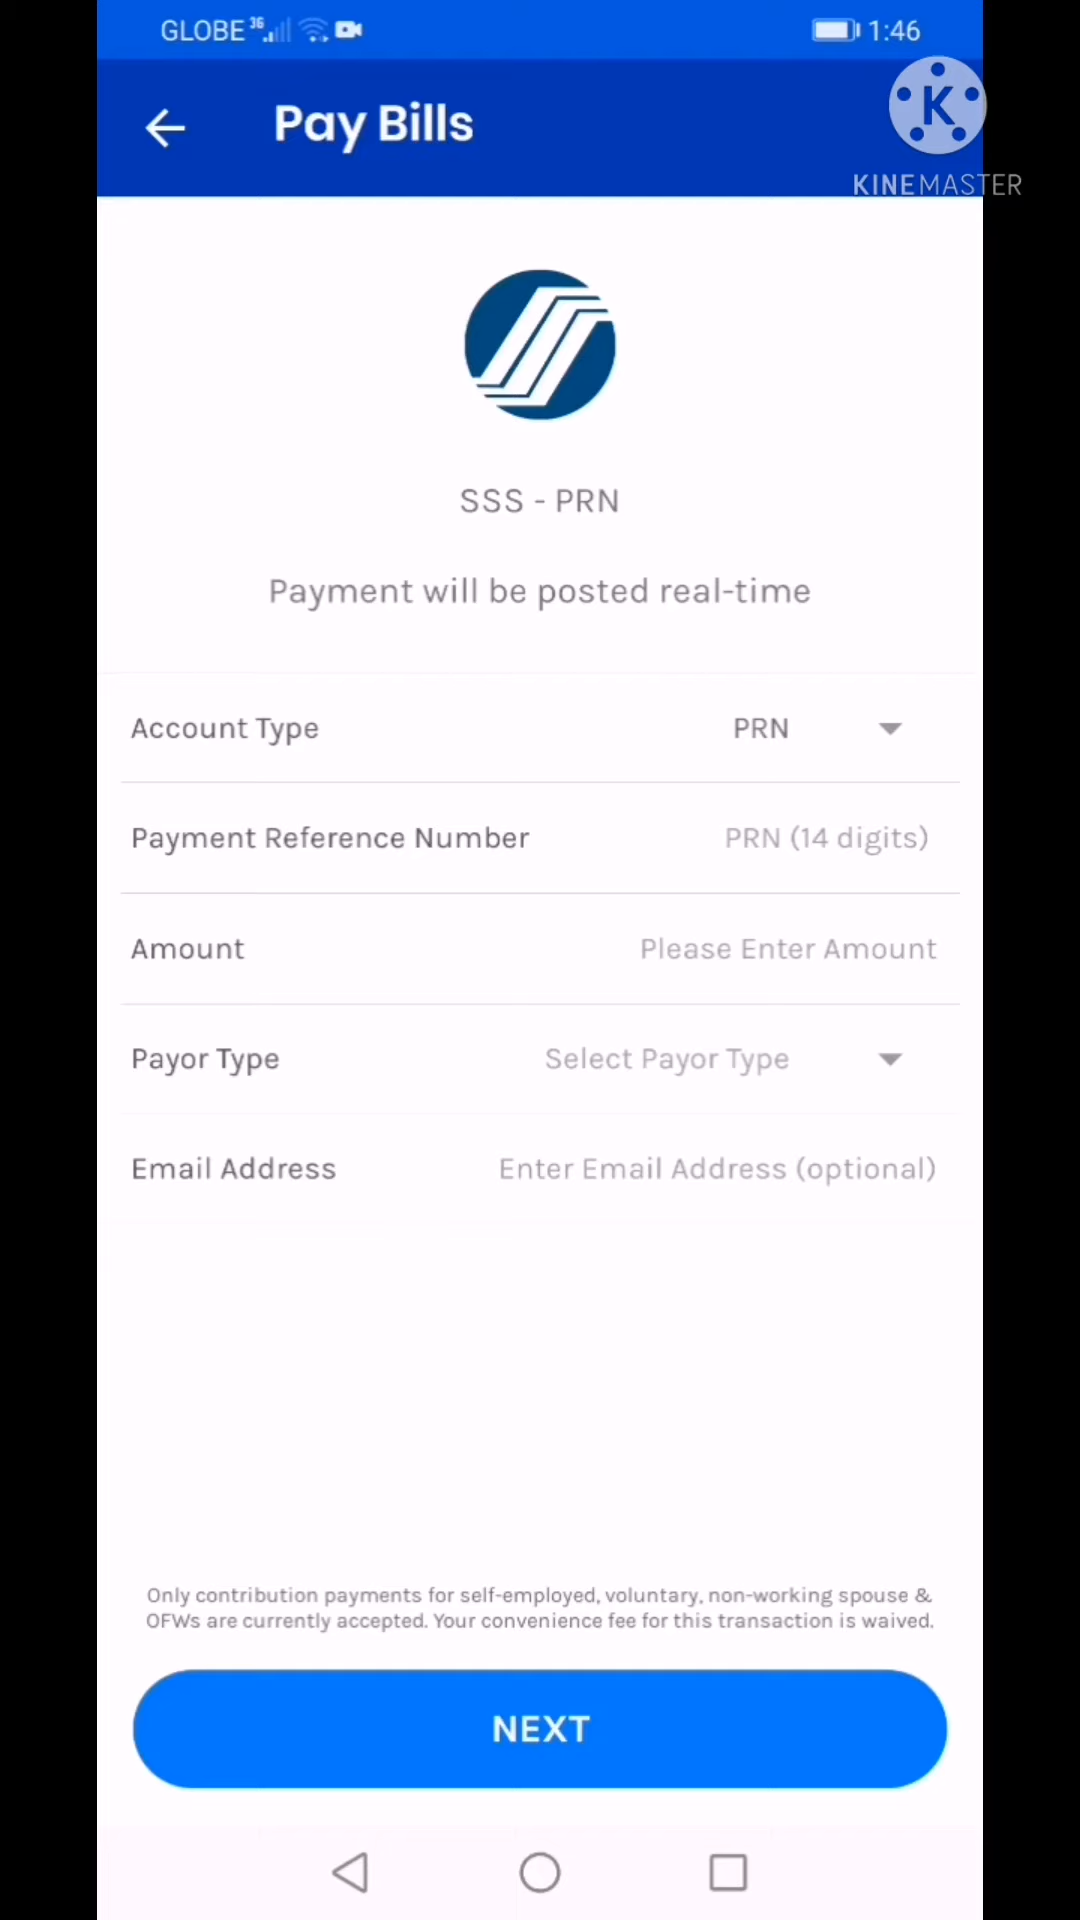 GLOBE 3G 1:46
Pay Bills
K
KINEMASTER
SSS - PRN
Payment will be posted real-time
Account Type PRN
Payment Reference Number PRN (14 digits)
Amount Please Enter Amount
Payor Type Select Payor Type
Email Address Enter Email Address (optional)
Only contribution payments for self-employed, voluntary, non-working spouse &
OFWs are currently accepted. Your convenience fee for this transaction is waived.
NEXT